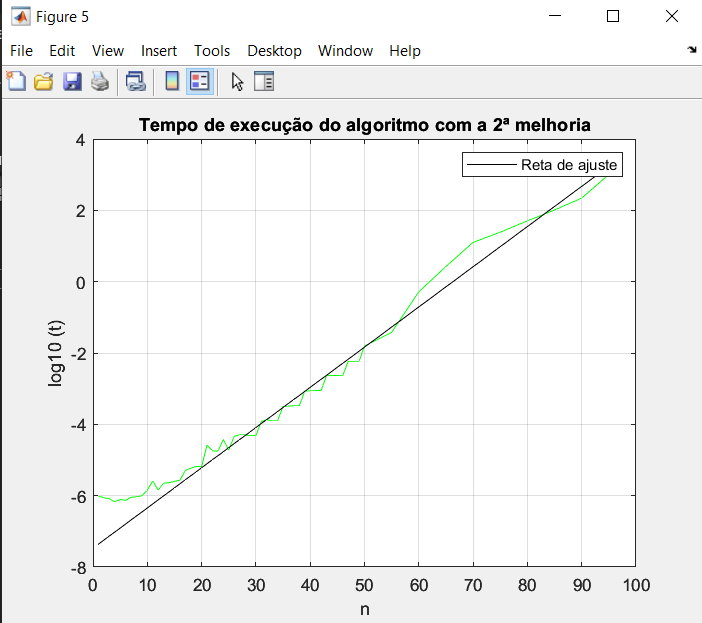 Figure 5
File Edit View Insert Tools Desktop Window Help
Tempo de execução do algoritmo com a 2ª melhoria
Reta de ajuste
4
2
0
-2
-4
-6
-8
log10 (t)
0 10 20 30 40 50 60 70 80 90 100
n